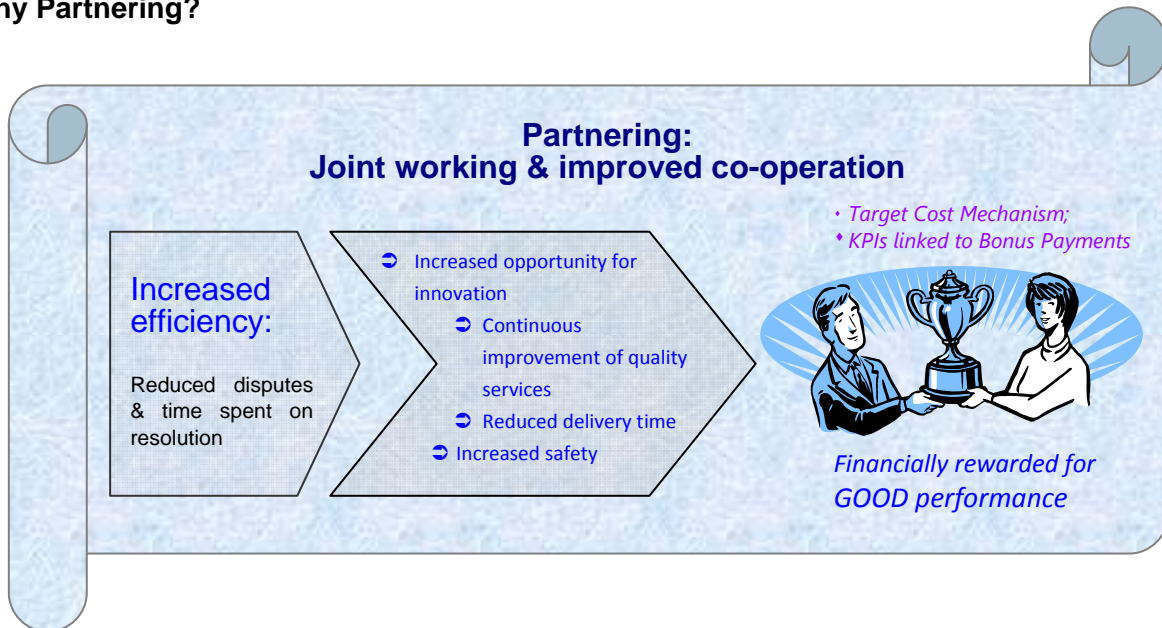 ny Partnering?
Partnering:
Joint working & improved co-operation
Increased
efficiency:
Reduced disputes
& time spent on
resolution
Increased opportunity for
innovation
Continuous
improvement of quality
services
Reduced delivery time
Increased safety
Target Cost Mechanism;
KPIs linked to Bonus Payments
Financially rewarded for
GOOD performance